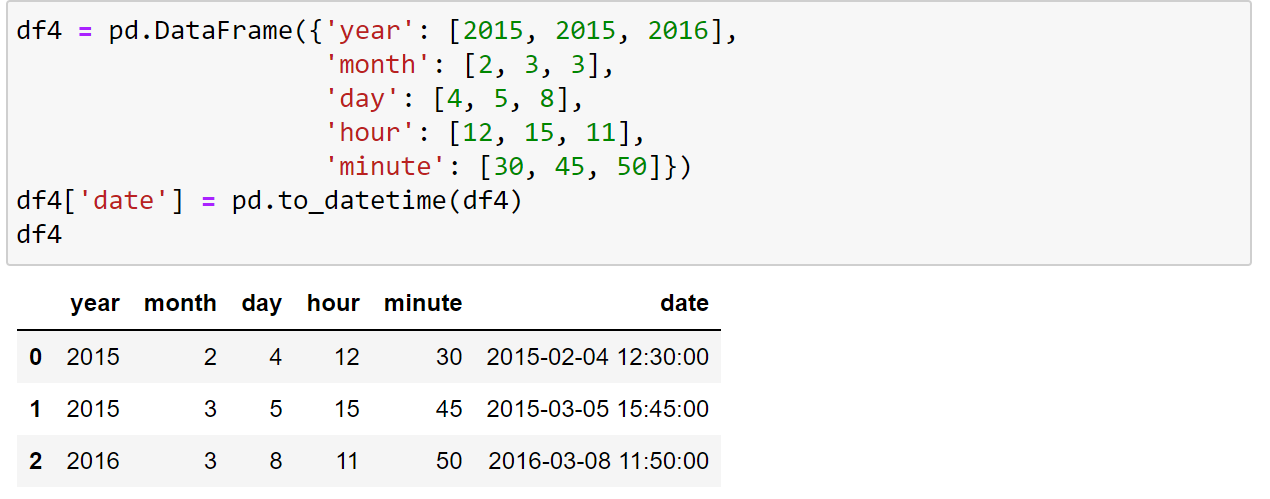 df4 = pd.DataFrame({'year': [2015, 2015, 2016],
                    'month': [2, 3, 3],
                    'day': [4, 5, 8],
                    'hour': [12, 15, 11],
                    'minute': [30, 45, 50]})
df4['date'] = pd.to_datetime(df4)
df4
year month day hour minute date
0 2015 2 4 12 30 2015-02-04 12:30:00
1 2015 3 5 15 45 2015-03-05 15:45:00
2 2016 3 8 11 50 2016-03-08 11:50:00